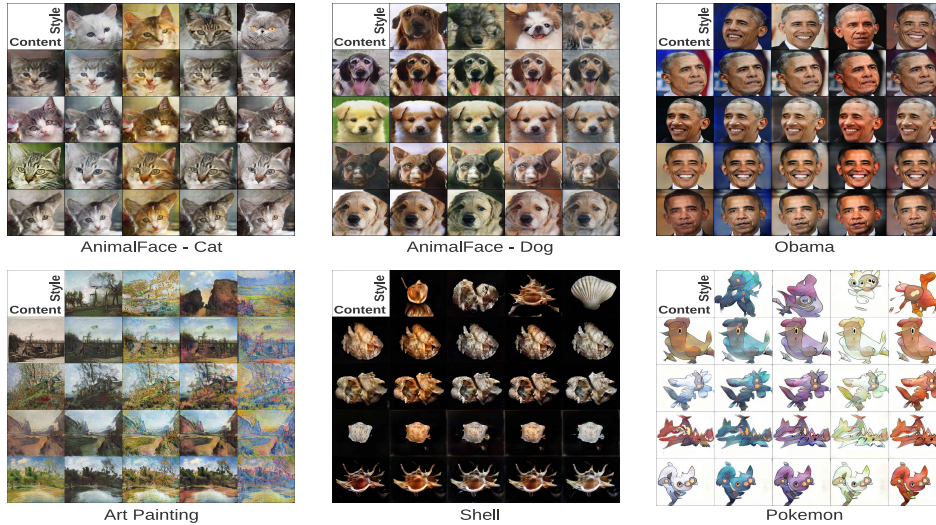 Style
Content
Style
Content
Style
Content
AnimalFace - Cat
AnimalFace - Dog
Obama
Style
Content
Style
Content
Style
Content
Art Painting
Shell
Pokemon